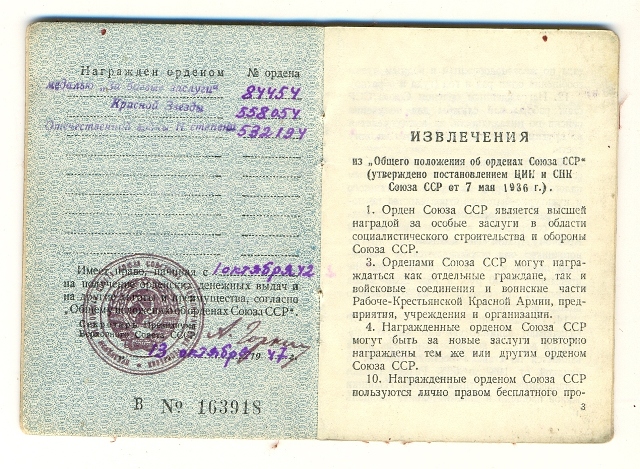 Награжден орденом № ордена
медалью „За боевые заслуги“ 84454
Красной Звезды 558054
Отечественной войны II степени 532194
Имеет право, начиная с 1 октября 42
на получение орденских денежных выдач и
на другие льготы и преимущества, согласно
„Общему положению об орденах Союза ССР“.
Секретарь Президиума
Верховного Совета СССР А. Горкин
13 октября 1947
В № 163918
ИЗВЛЕЧЕНИЯ
из „Общего положения об орденах Союза ССР“
(утверждено постановлением ЦИК и СНК
Союза ССР от 7 мая 1936 г.).
1. Орден Союза ССР является высшей
наградой за особые заслуги в области
социалистического строительства и обороны
Союза ССР.
3. Орденами Союза ССР могут награ-
ждаться как отдельные граждане, так и
войсковые соединения и воинские части
Рабоче-Крестьянской Красной Армии, пред-
приятия, учреждения и организации.
4. Награжденные орденом Союза ССР
могут быть за новые заслуги повторно
награждены тем же или другим орденом
Союза ССР.
10. Награжденные орденом Союза ССР
пользуются лично правом бесплатного про-
3